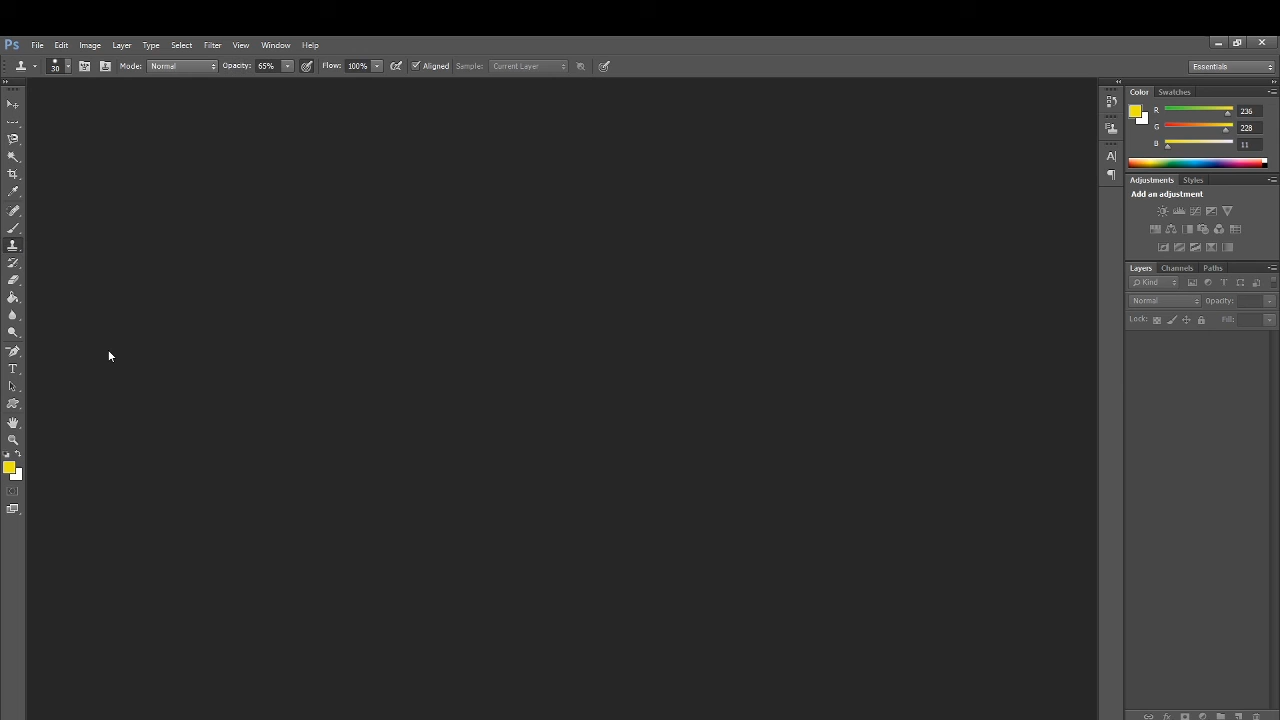 Ps File Edit Image Layer Type Select Filter View Window Help
30 Mode: Normal Opacity: 65% Flow: 100% Aligned Sample: Current Layer Essentials
Color Swatches
R 236
G 228
B 11
Adjustments Styles
Add an adjustment
Layers Channels Paths
Kind
Normal Opacity:
Lock: Fill: